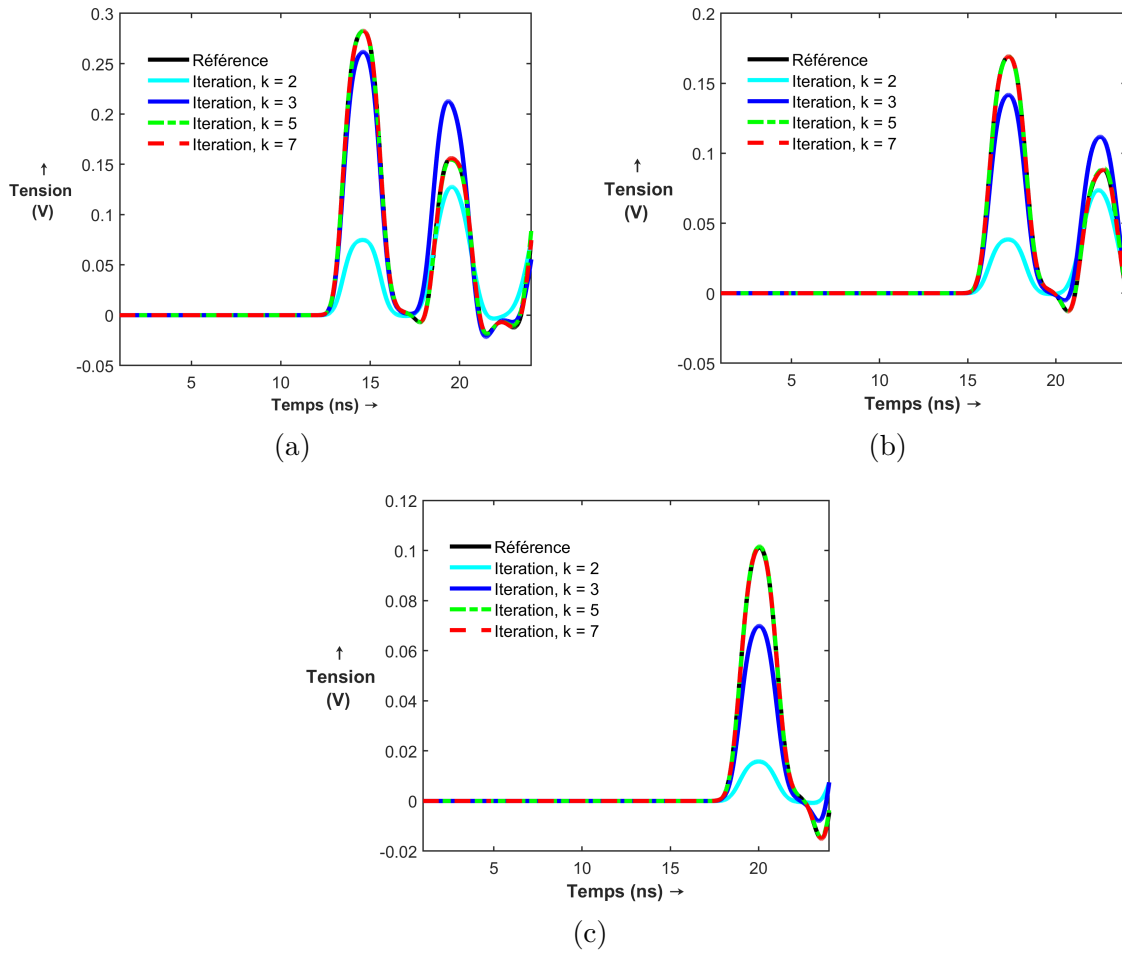 0.3
0.25
0.2
0.15
0.1
0.05
0
-0.05
↑
Tension
(V)
Référence
Iteration, k = 2
Iteration, k = 3
Iteration, k = 5
Iteration, k = 7
5 10 15 20
Temps (ns) →
(a)
0.2
0.15
0.1
0.05
0
-0.05
↑
Tension
(V)
Référence
Iteration, k = 2
Iteration, k = 3
Iteration, k = 5
Iteration, k = 7
5 10 15 20
Temps (ns) →
(b)
0.12
0.1
0.08
0.06
0.04
0.02
0
-0.02
↑
Tension
(V)
Référence
Iteration, k = 2
Iteration, k = 3
Iteration, k = 5
Iteration, k = 7
5 10 15 20
Temps (ns) →
(c)